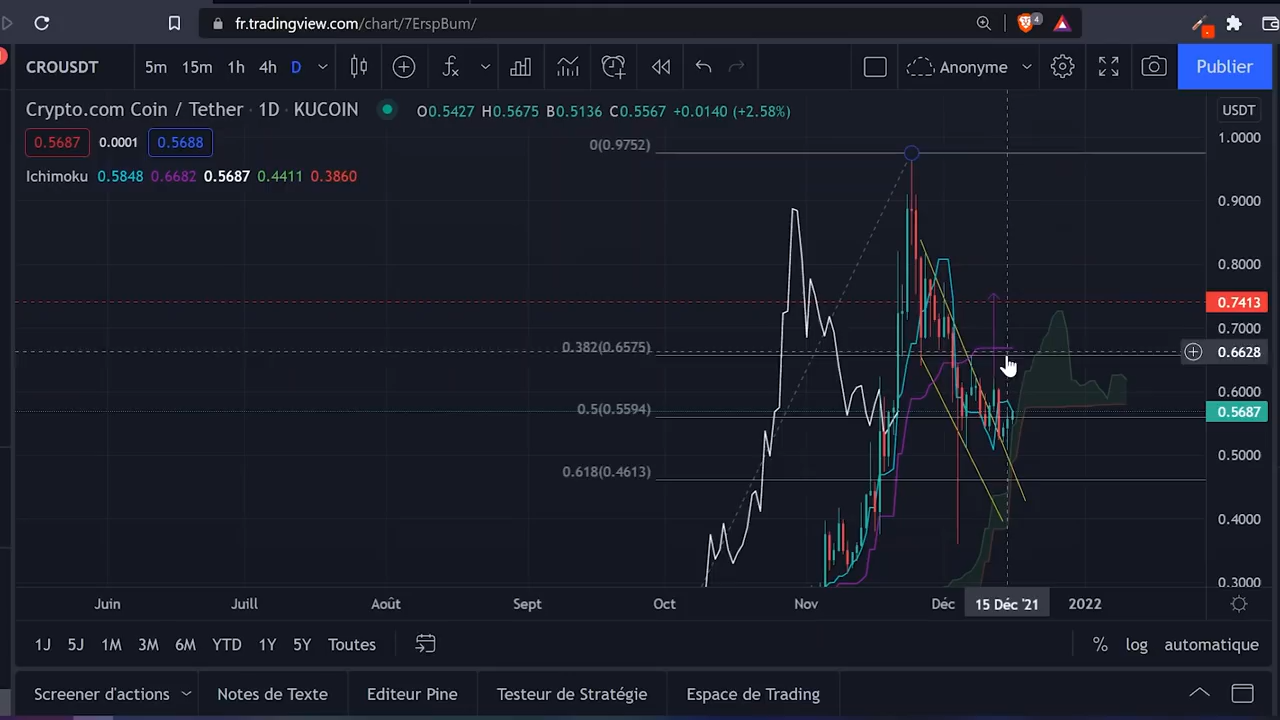 fr.tradingview.com/chart/7ErspBum/
4
CROUSDT 5m 15m 1h 4h D Anonyme Publier
Crypto.com Coin / Tether · 1D · KUCOIN O0.5427 H0.5675 B0.5136 C0.5567 +0.0140 (+2.58%) USDT
0.5687 0.0001 0.5688
Ichimoku 0.5848 0.6682 0.5687 0.4411 0.3860
0(0.9752)
0.382(0.6575)
0.5(0.5594)
0.618(0.4613)
1.0000
0.9000
0.8000
0.7413
0.7000
0.6628
0.6000
0.5687
0.5000
0.4000
0.3000
Juin Juill Août Sept Oct Nov Déc 15 Déc '21 2022
1J 5J 1M 3M 6M YTD 1Y 5Y Toutes % log automatique
Screener d'actions Notes de Texte Editeur Pine Testeur de Stratégie Espace de Trading